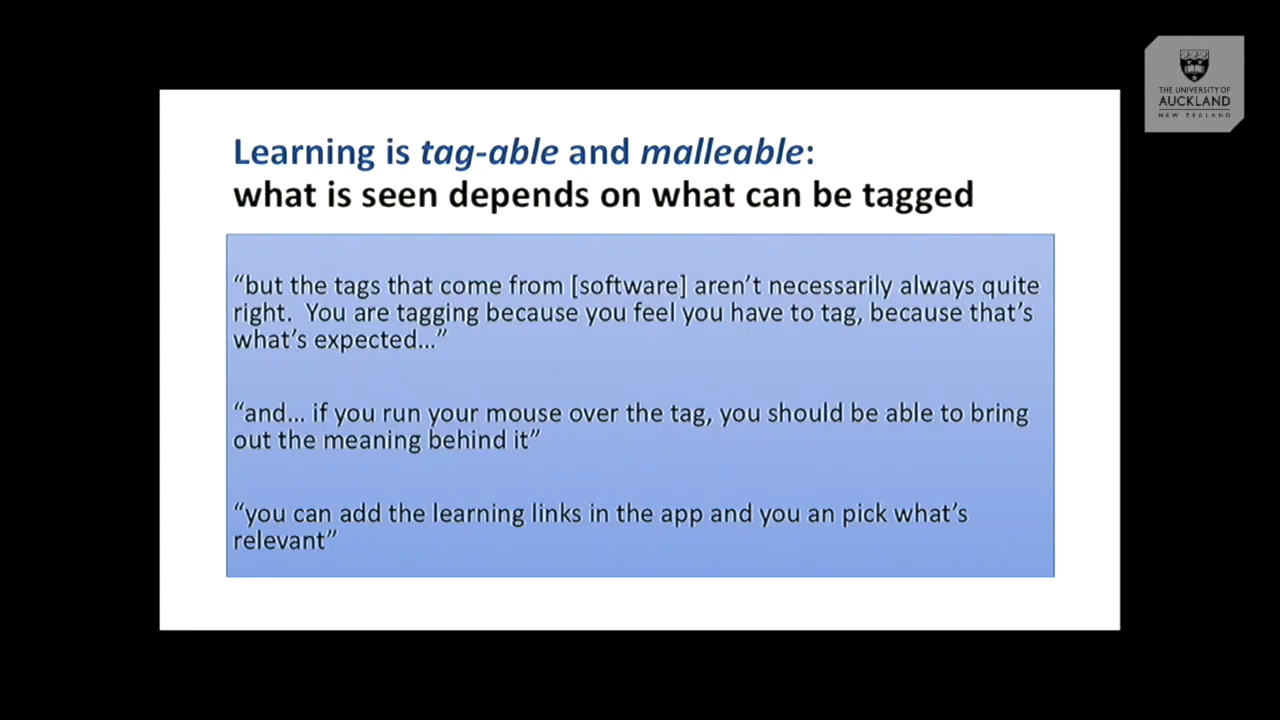 THE UNIVERSITY OF
AUCKLAND
NEW ZEALAND
Learning is tag-able and malleable:
what is seen depends on what can be tagged
“but the tags that come from [software] aren’t necessarily always quite
right. You are tagging because you feel you have to tag, because that’s
what’s expected…”
“and… if you run your mouse over the tag, you should be able to bring
out the meaning behind it”
“you can add the learning links in the app and you an pick what’s
relevant”